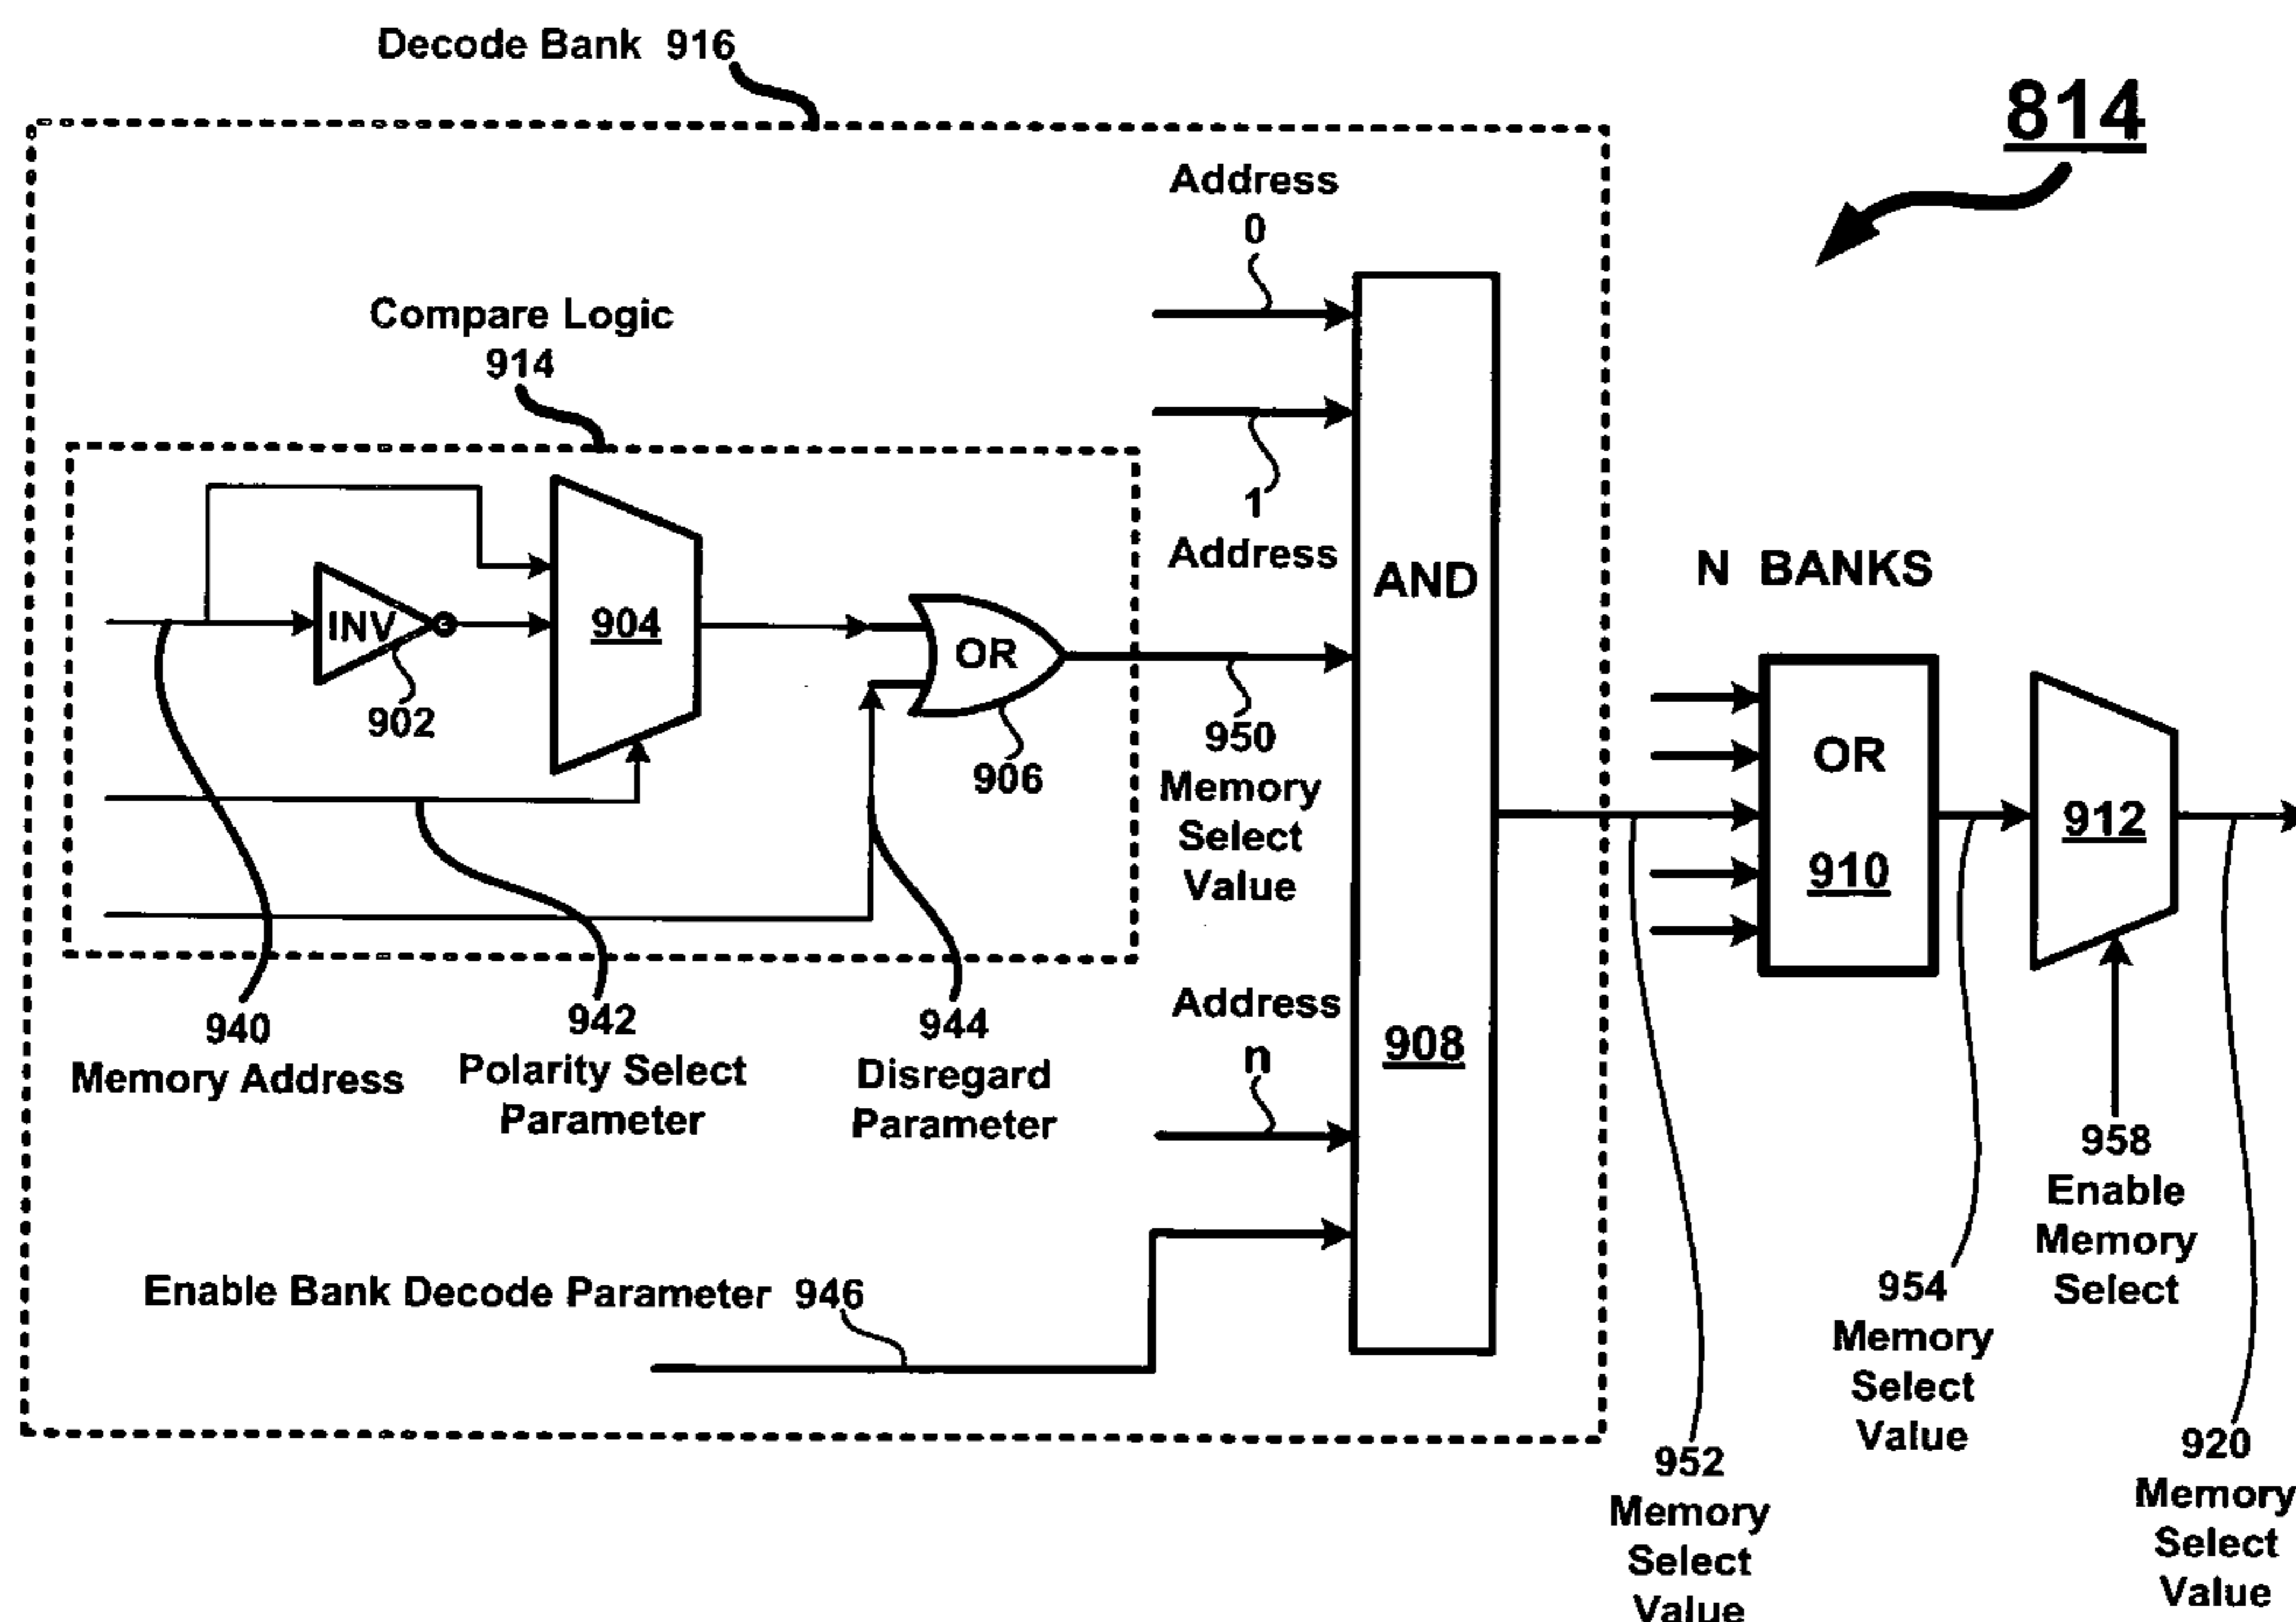 Decode Bank 916
814
Address
0
Compare Logic
914
1
Address
AND
N BANKS
INV
904
OR
902
906
950
Memory
Select
Value
OR
910
912
940
Memory Address
942
Polarity Select
Parameter
944
Disregard
Parameter
Address
n
908
958
Enable
Memory
Select
Enable Bank Decode Parameter 946
954
Memory
Select
Value
952
Memory
Select
Value
920
Memory
Select
Value